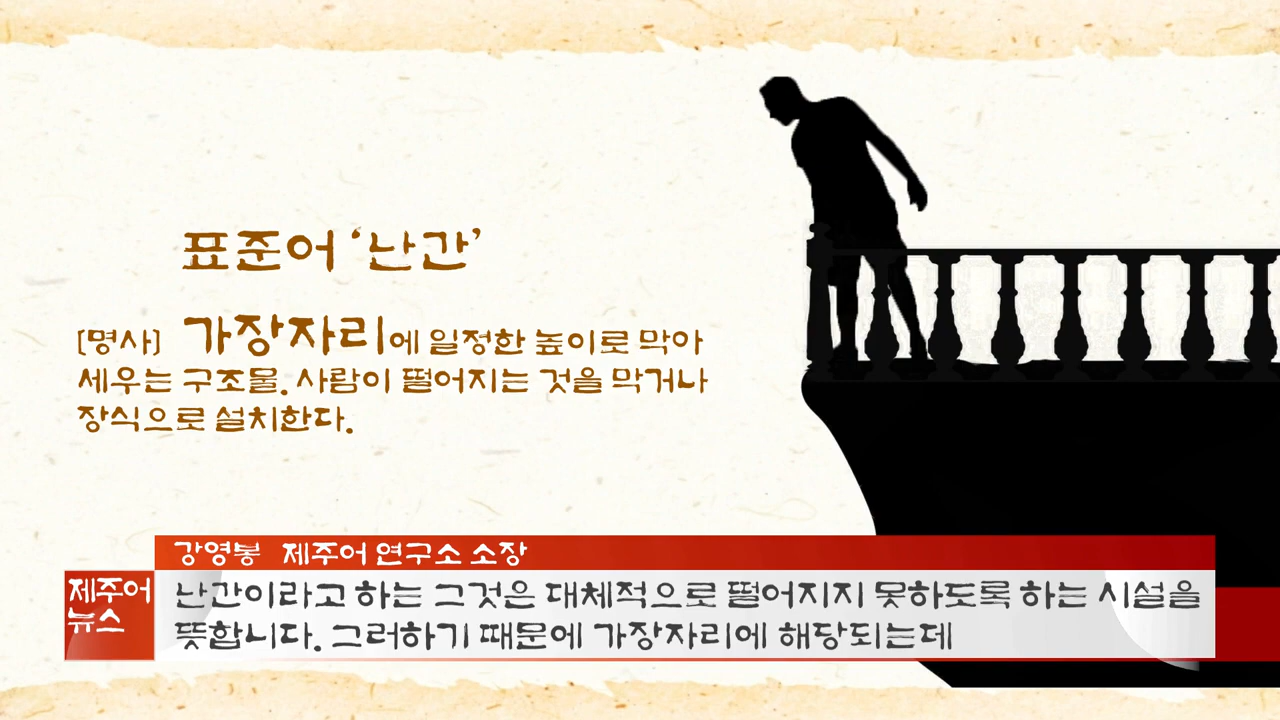 표준어 ‘난간’
[명사] 가장자리에 일정한 높이로 막아
세우는 구조물. 사람이 떨어지는 것을 막거나
장식으로 설치한다.
강영봉 제주어 연구소 소장
제주어
뉴스
난간이라고 하는 그것은 대체적으로 떨어지지 못하도록 하는 시설을
뜻합니다. 그러하기 때문에 가장자리에 해당되는데